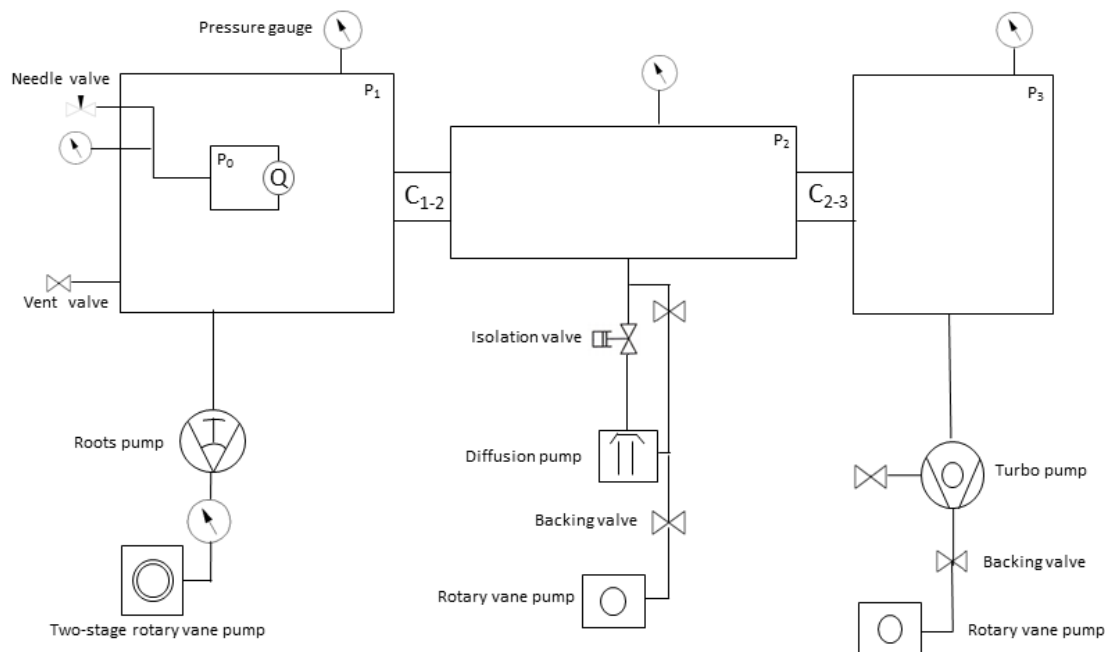 Pressure gauge
Needle valve
P1
P0
Q
Vent valve
C1-2
P2
C2-3
P3
Isolation valve
Roots pump
Diffusion pump
Turbo pump
Backing valve
Backing valve
Two-stage rotary vane pump
Rotary vane pump
Rotary vane pump